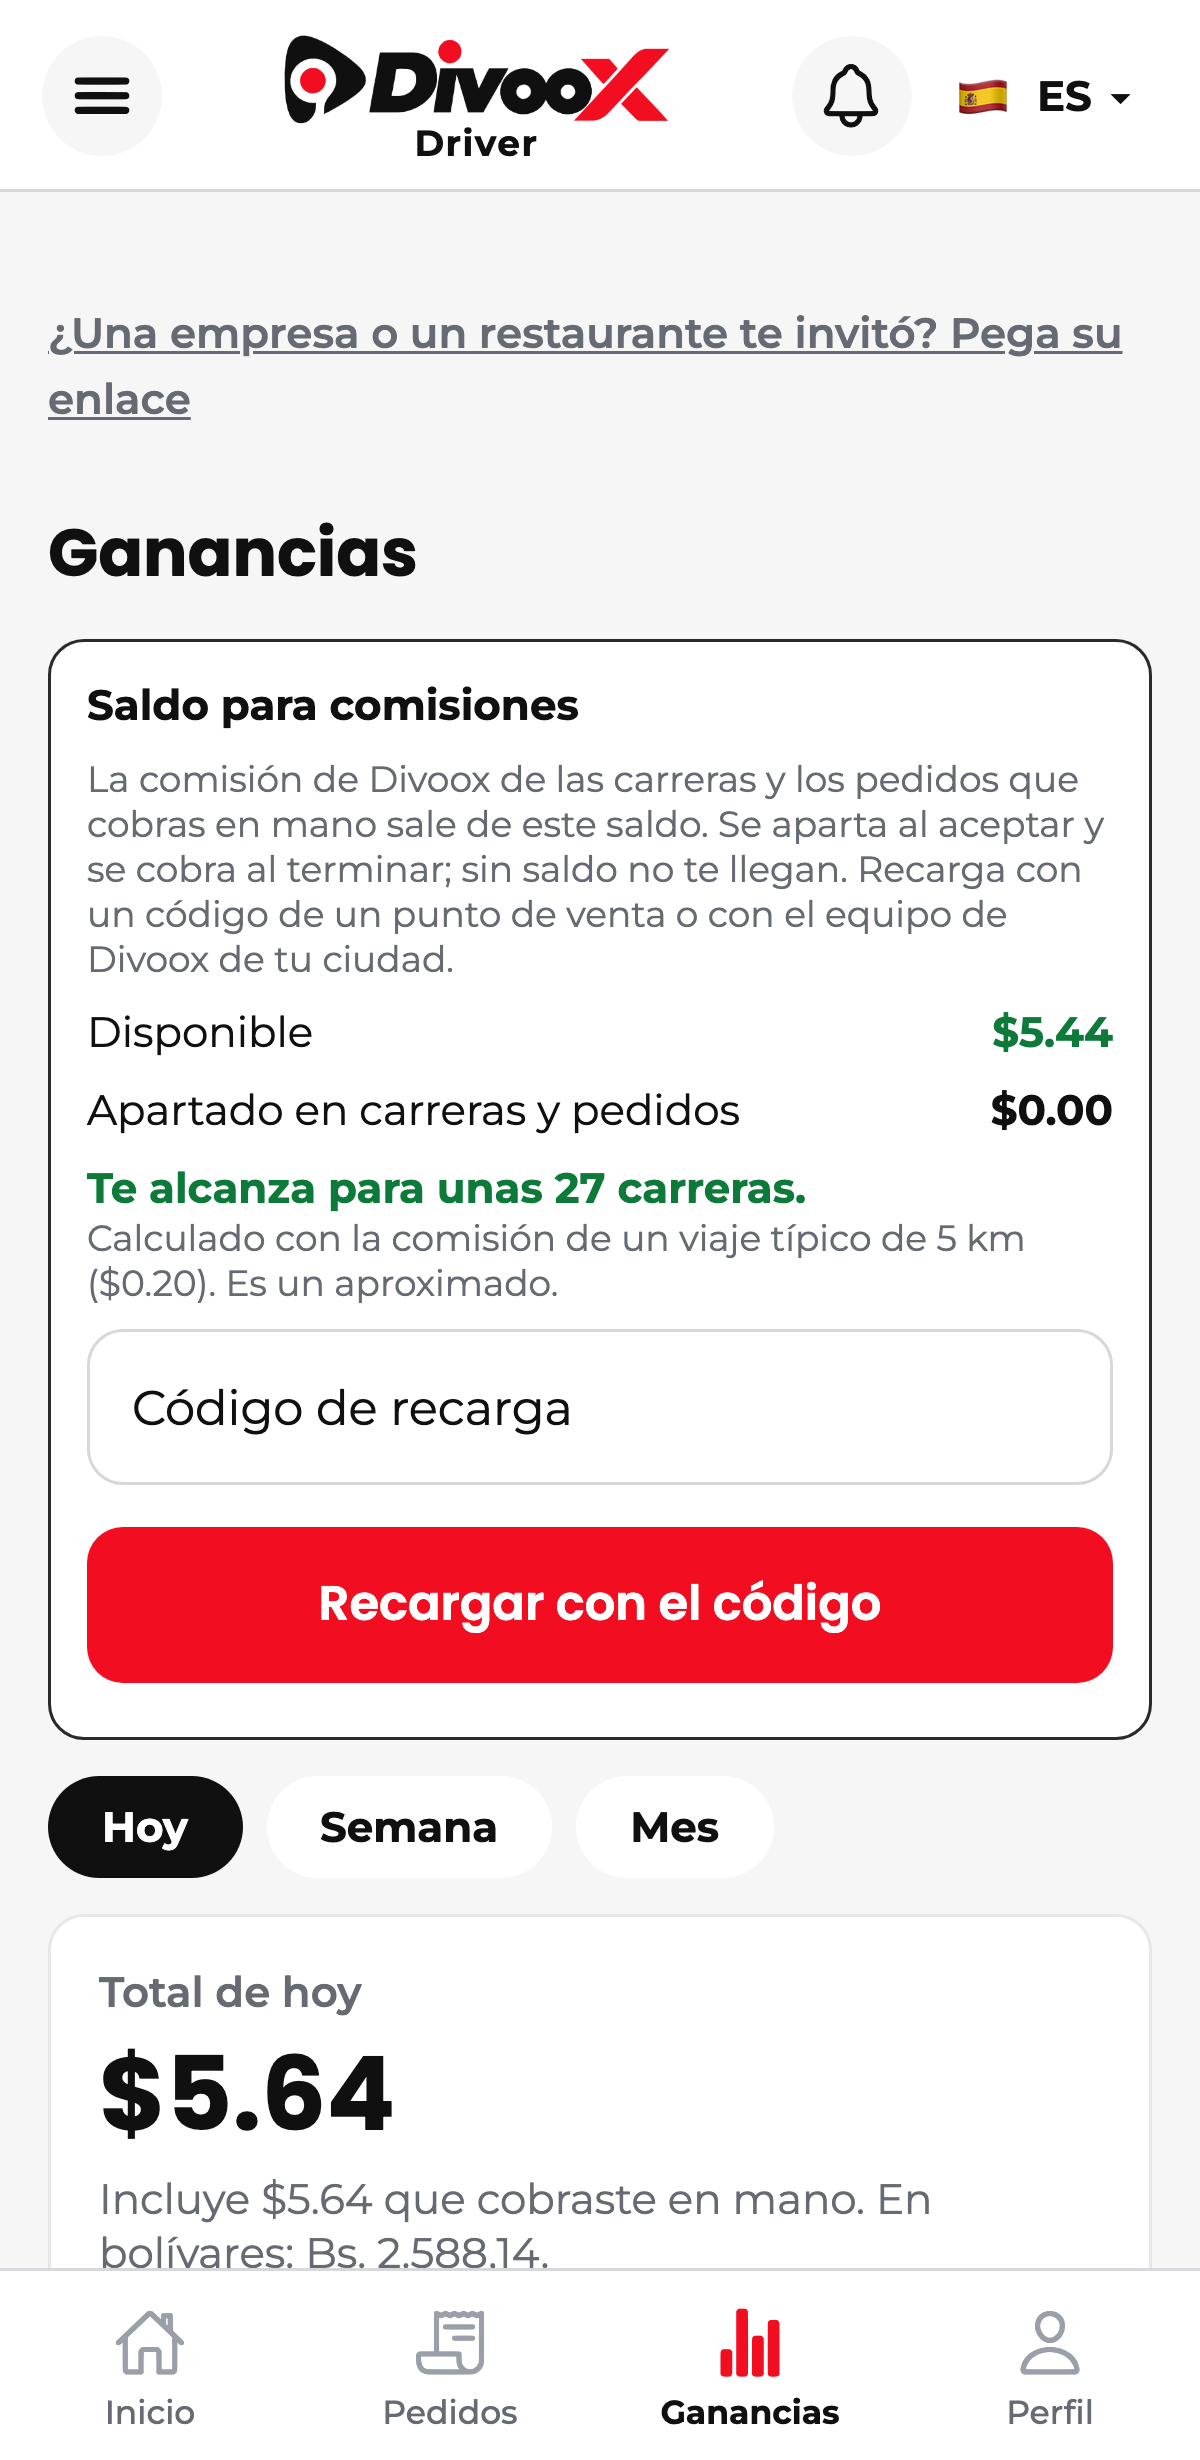 Divoox
Driver
ES
¿Una empresa o un restaurante te invitó? Pega su
enlace
Ganancias
Saldo para comisiones
La comisión de Divoox de las carreras y los pedidos que
cobras en mano sale de este saldo. Se aparta al aceptar y
se cobra al terminar; sin saldo no te llegan. Recarga con
un código de un punto de venta o con el equipo de
Divoox de tu ciudad.
Disponible $5.44
Apartado en carreras y pedidos $0.00
Te alcanza para unas 27 carreras.
Calculado con la comisión de un viaje típico de 5 km
($0.20). Es un aproximado.
Código de recarga
Recargar con el código
Hoy Semana Mes
Total de hoy
$5.64
Incluye $5.64 que cobraste en mano. En
bolívares: Bs. 2.588,14.
Inicio Pedidos Ganancias Perfil